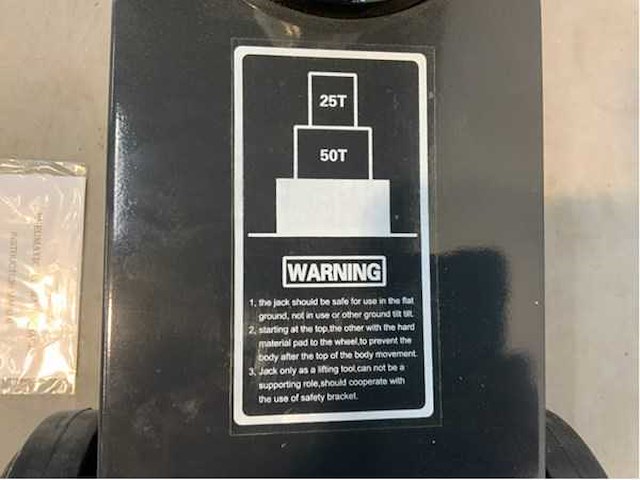 25T
50T
WARNING
1, the jack should be safe for use in the flat
ground, not in use or other ground tilt tilt.
2, starting at the top,the other with the hard
material pad to the wheel,to prevent the
body after the top of the body movement.
3, Jack only as a lifting tool,can not be a
supporting role,should cooperate with
the use of safety bracket.